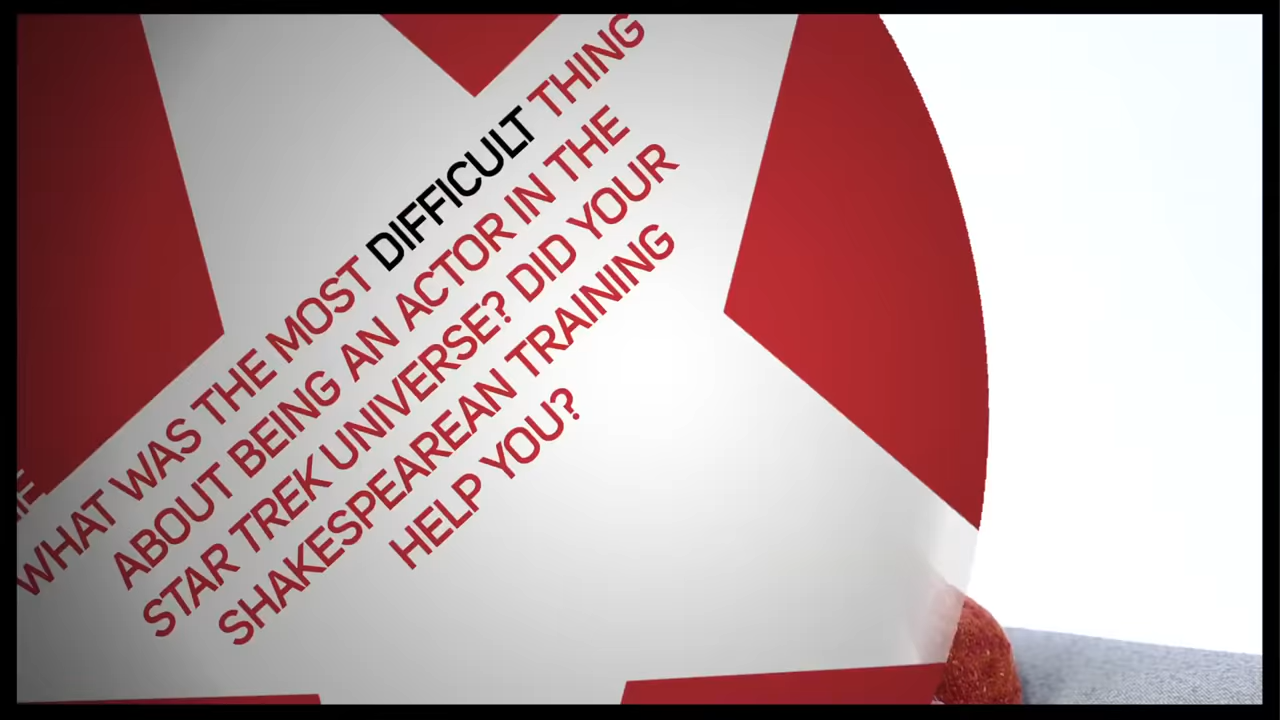 WHAT WAS THE MOST DIFFICULT THING
ABOUT BEING AN ACTOR IN THE
STAR TREK UNIVERSE? DID YOUR
SHAKESPEAREAN TRAINING
HELP YOU?